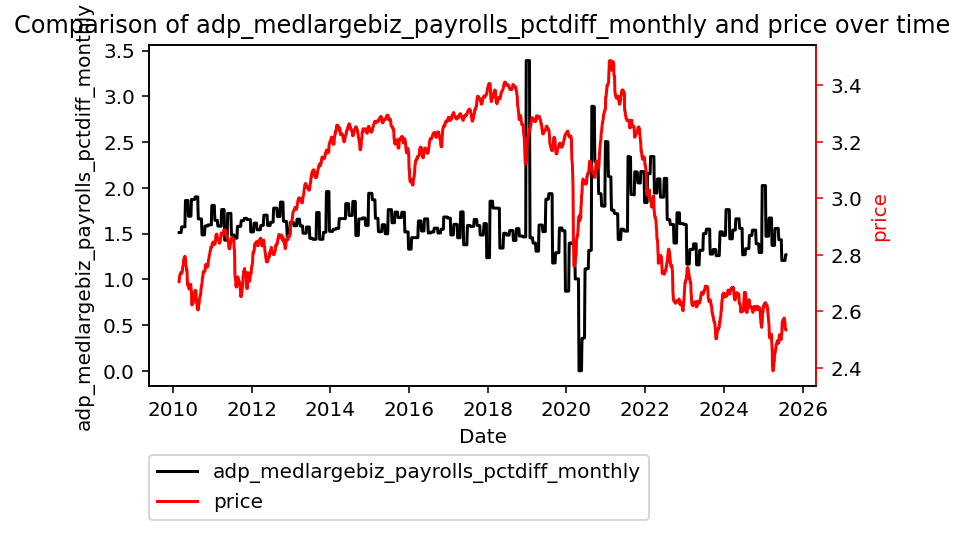 Comparison of adp_medlargebiz_payrolls_pctdiff_monthly and price over time
adp_medlargebiz_payrolls_pctdiff_monthly
3.5
3.0
2.5
2.0
1.5
1.0
0.5
0.0
3.4
3.2
3.0
2.8
2.6
2.4
price
2010 2012 2014 2016 2018 2020 2022 2024 2026
Date
adp_medlargebiz_payrolls_pctdiff_monthly
price